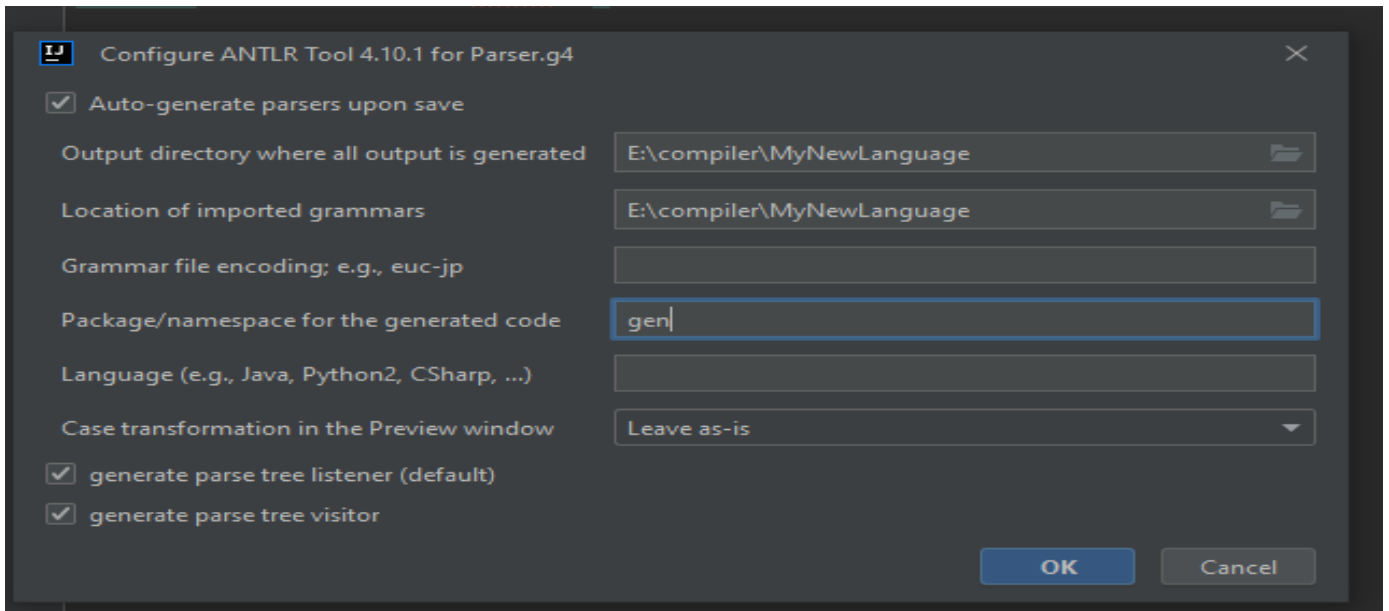 IJ
Configure ANTLR Tool 4.10.1 for Parser.g4
Auto-generate parsers upon save
Output directory where all output is generated E:\compiler\MyNewLanguage
Location of imported grammars E:\compiler\MyNewLanguage
Grammar file encoding; e.g., euc-jp
Package/namespace for the generated code gen
Language (e.g., Java, Python2, CSharp, ...)
Case transformation in the Preview window Leave as-is
generate parse tree listener (default)
generate parse tree visitor
OK Cancel